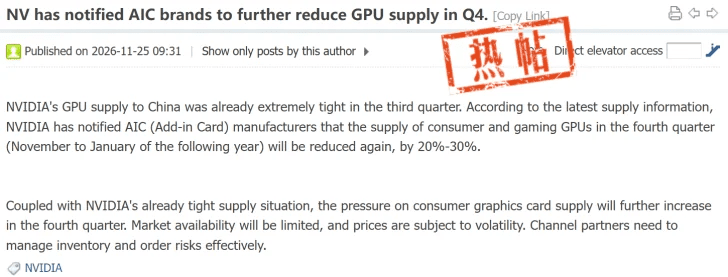 NV has notified AIC brands to further reduce GPU supply in Q4. [Copy Link]
Published on 2026-11-25 09:31 | Show only posts by this author
热帖
Direct elevator access
NVIDIA's GPU supply to China was already extremely tight in the third quarter. According to the latest supply information,
NVIDIA has notified AIC (Add-in Card) manufacturers that the supply of consumer and gaming GPUs in the fourth quarter
(November to January of the following year) will be reduced again, by 20%-30%.
Coupled with NVIDIA's already tight supply situation, the pressure on consumer graphics card supply will further increase
in the fourth quarter. Market availability will be limited, and prices are subject to volatility. Channel partners need to
manage inventory and order risks effectively.
NVIDIA